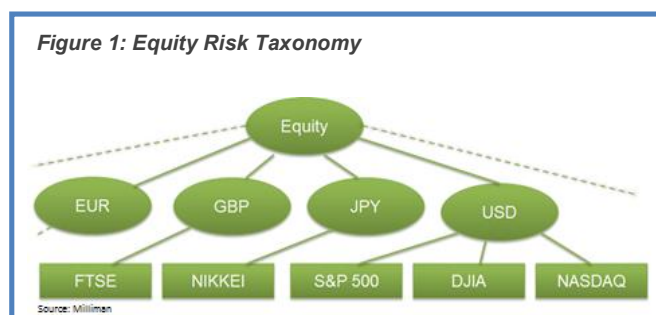 Figure 1: Equity Risk Taxonomy
Equity
EUR GBP JPY USD
FTSE NIKKEI S&P 500 DJIA NASDAQ
Source: Milliman